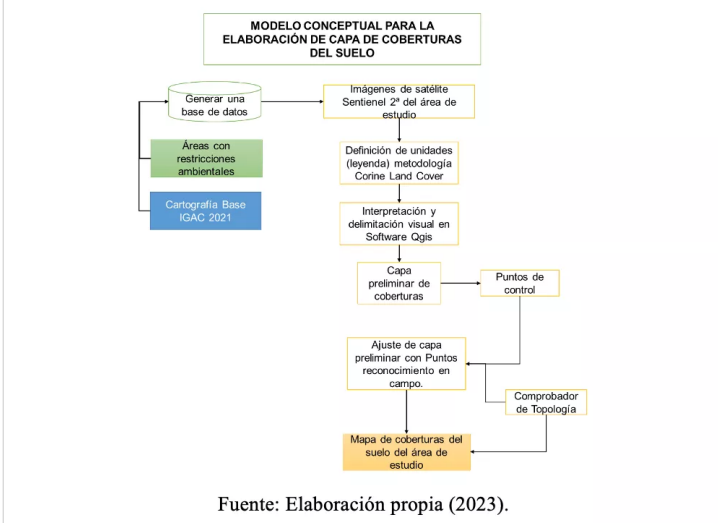 MODELO CONCEPTUAL PARA LA
ELABORACIÓN DE CAPA DE COBERTURAS
DEL SUELO
Generar una
base de datos
Imágenes de satélite
Sentienel 2ª del área de
estudio
Áreas con
restricciones
ambientales
Definición de unidades
(leyenda) metodología
Corine Land Cover
Cartografía Base
IGAC 2021
Interpretación y
delimitación visual en
Software Qgis
Capa
preliminar de
coberturas
Puntos de
control
Ajuste de capa
preliminar con Puntos
reconocimiento en
campo.
Comprobador
de Topología
Mapa de coberturas del
suelo del área de
estudio
Fuente: Elaboración propia (2023).